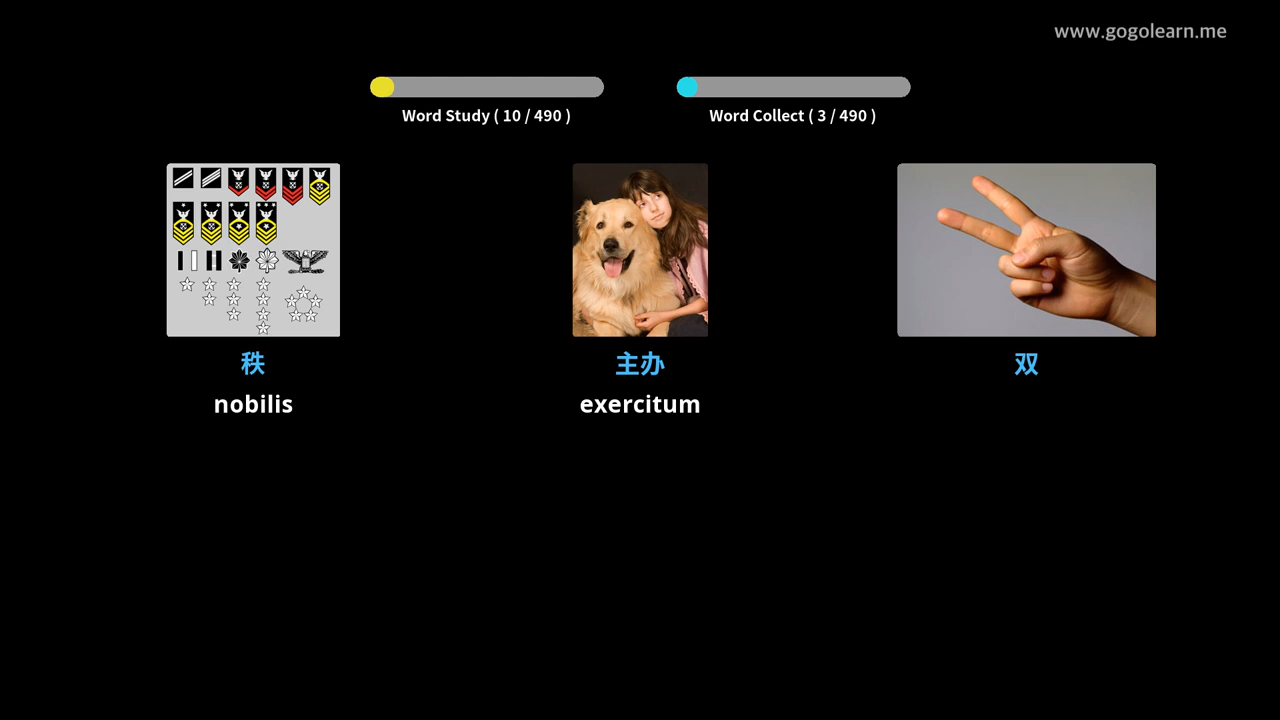 www.gogolearn.me
Word Study ( 10 / 490 )
Word Collect ( 3 / 490 )
秩
主办
双
nobilis
exercitum